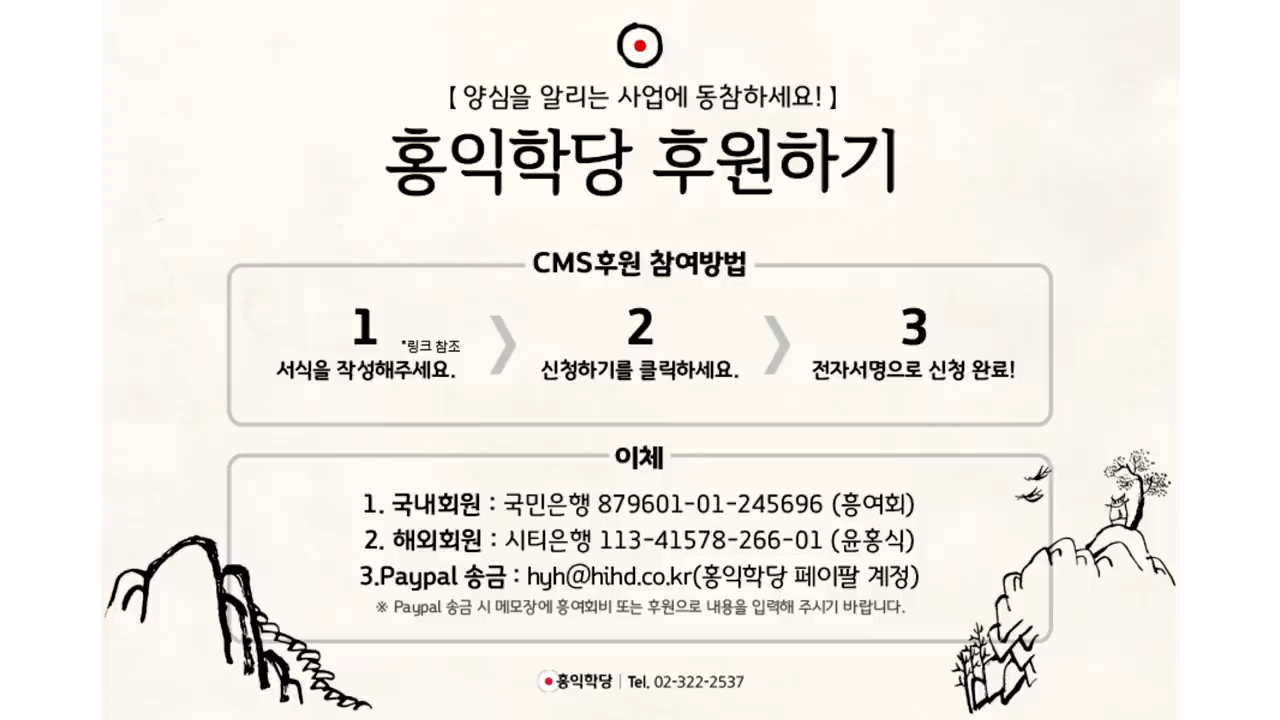 【 양심을 알리는 사업에 동참하세요! 】
홍익학당 후원하기
CMS후원 참여방법
1
*링크 참조
서식을 작성해주세요.
2
신청하기를 클릭하세요.
3
전자서명으로 신청 완료!
이체
1. 국내회원 : 국민은행 879601-01-245696 (흥여회)
2. 해외회원 : 시티은행 113-41578-266-01 (윤홍식)
3.Paypal 송금 : hyh@hihd.co.kr(홍익학당 페이팔 계정)
※ Paypal 송금 시 메모장에 흥여회비 또는 후원으로 내용을 입력해 주시기 바랍니다.
홍익학당 | Tel. 02-322-2537